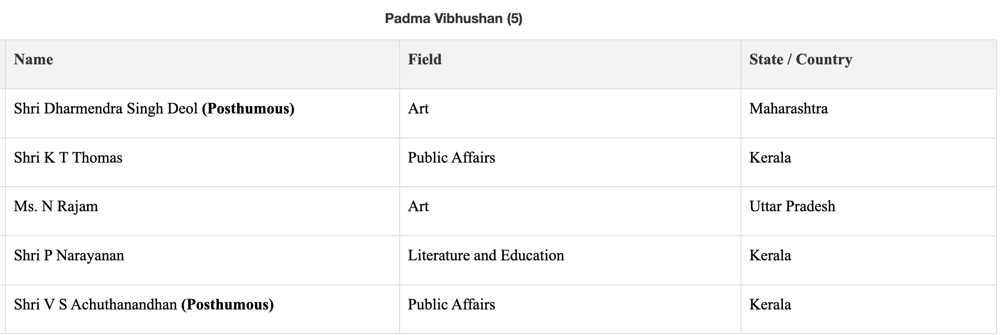 Padma Vibhushan (5)
Name Field State / Country
Shri Dharmendra Singh Deol (Posthumous) Art Maharashtra
Shri K T Thomas Public Affairs Kerala
Ms. N Rajam Art Uttar Pradesh
Shri P Narayanan Literature and Education Kerala
Shri V S Achuthanandhan (Posthumous) Public Affairs Kerala